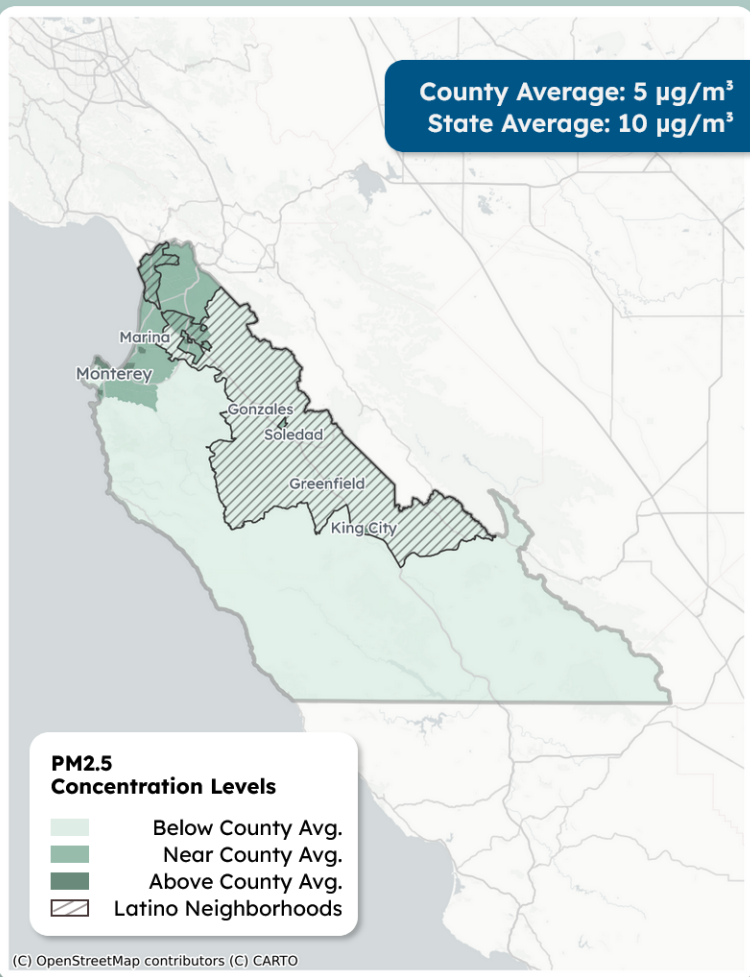 County Average: 5 µg/m³
State Average: 10 µg/m³
Marina
Monterey
Gonzales
Soledad
Greenfield
King City
PM2.5
Concentration Levels
Below County Avg.
Near County Avg.
Above County Avg.
Latino Neighborhoods
(C) OpenStreetMap contributors (C) CARTO